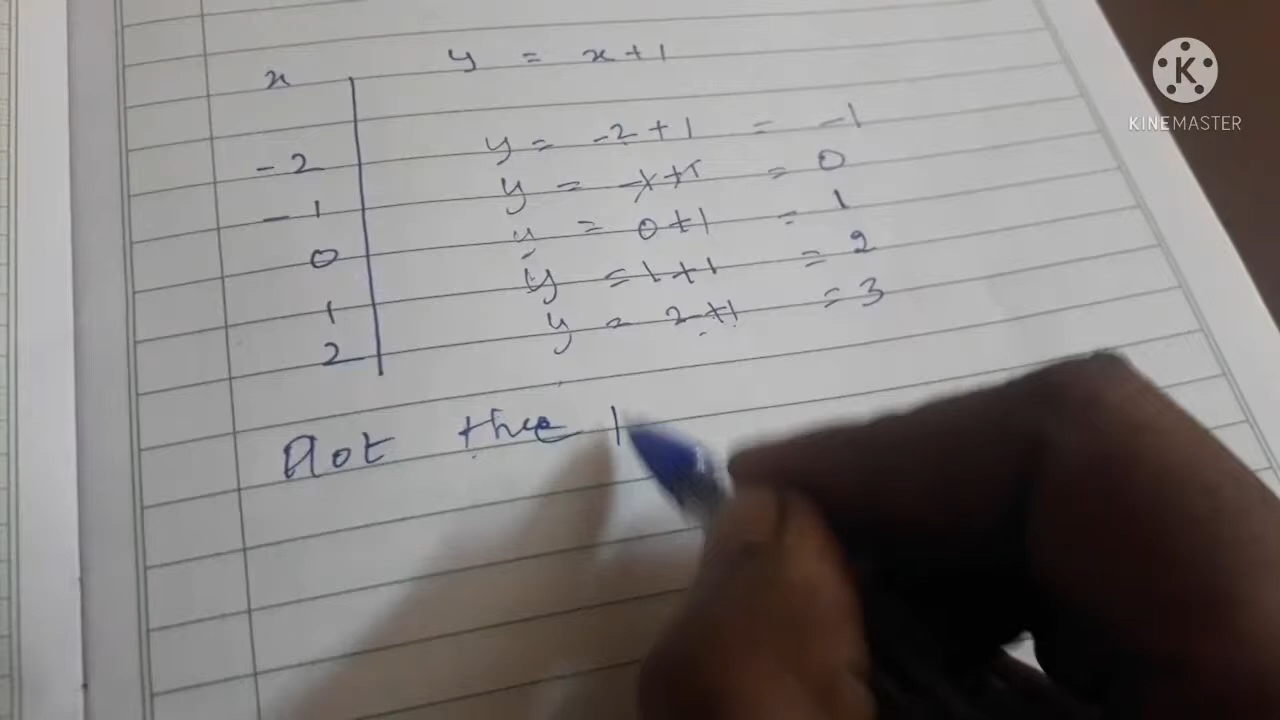 x y = x+1
-2 y = -2+1 = -1
-1 y = -1+1 = 0
0 y = 0+1 = 1
1 y = 1+1 = 2
2 y = 2+1 = 3
Plot the
K
KINEMASTER